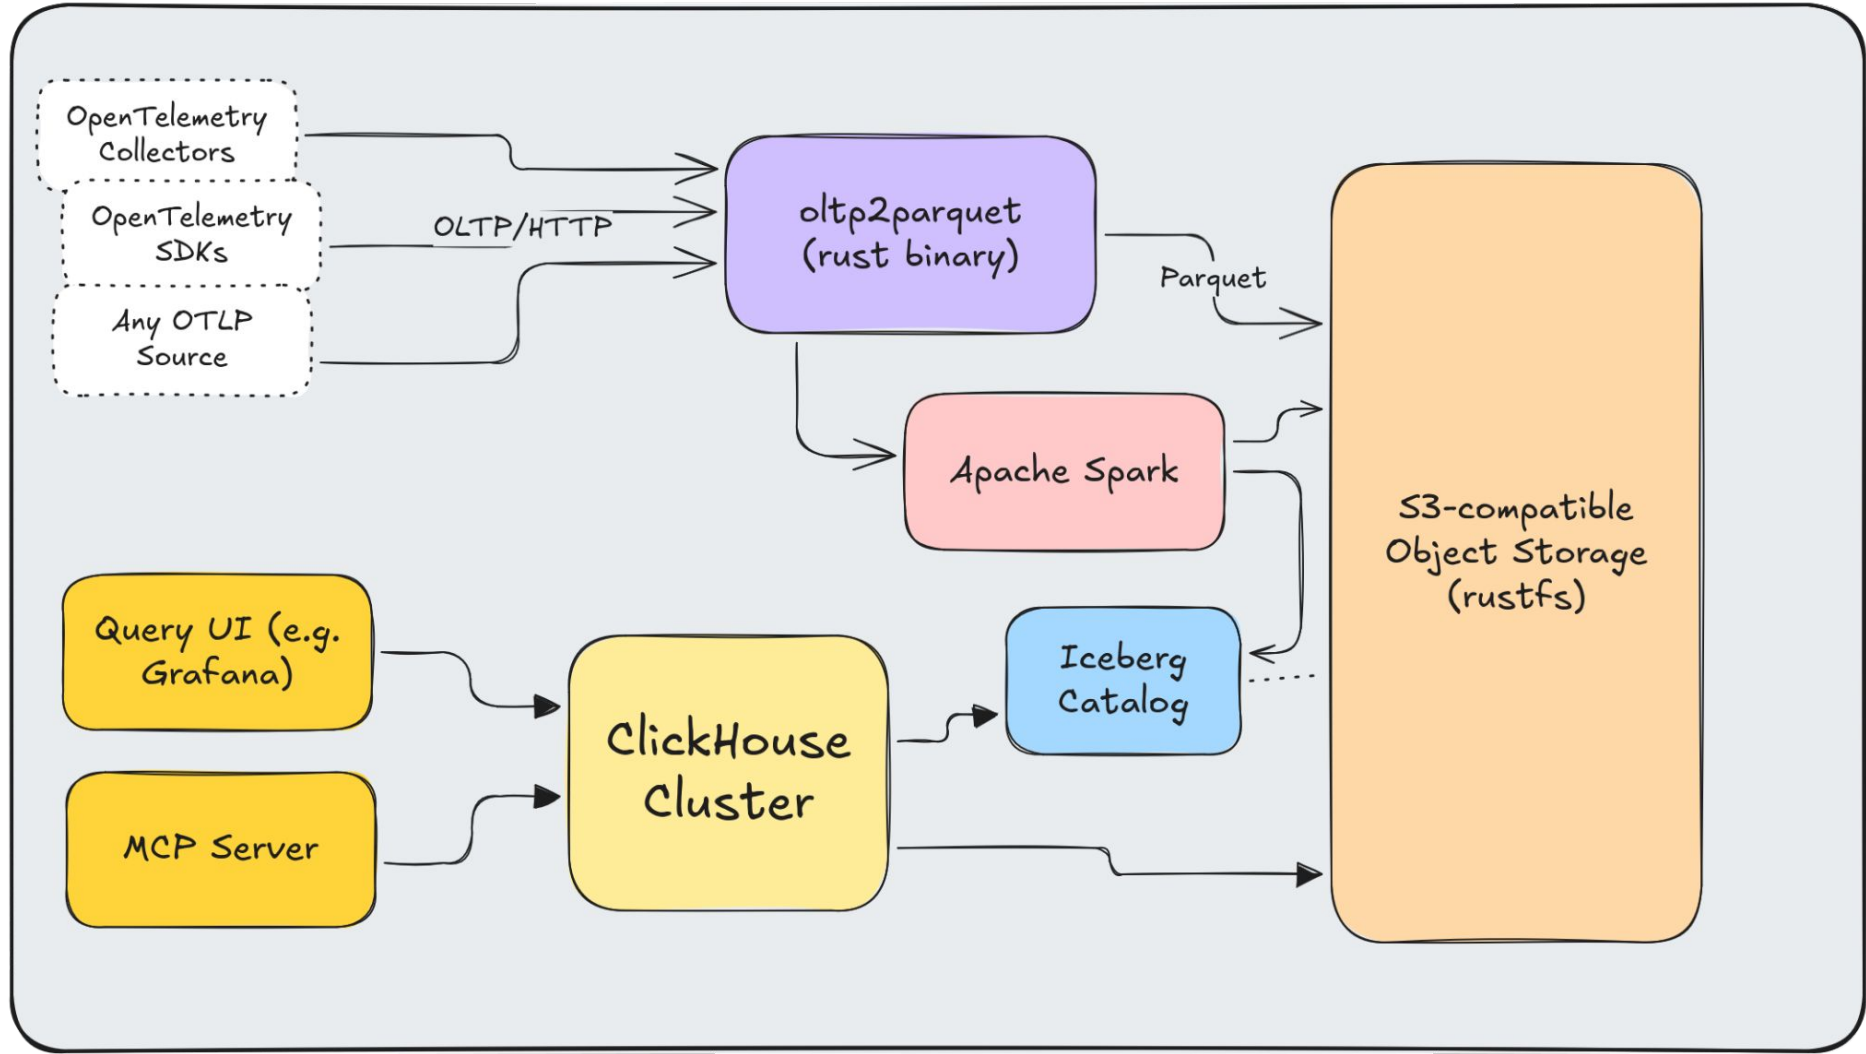 OpenTelemetry
Collectors
OpenTelemetry
SDKs
Any OTLP
Source
OLTP/HTTP
oltp2parquet
(rust binary)
Parquet
Apache Spark
S3-compatible
Object Storage
(rustfs)
Query UI (e.g.
Grafana)
MCP Server
ClickHouse
Cluster
Iceberg
Catalog